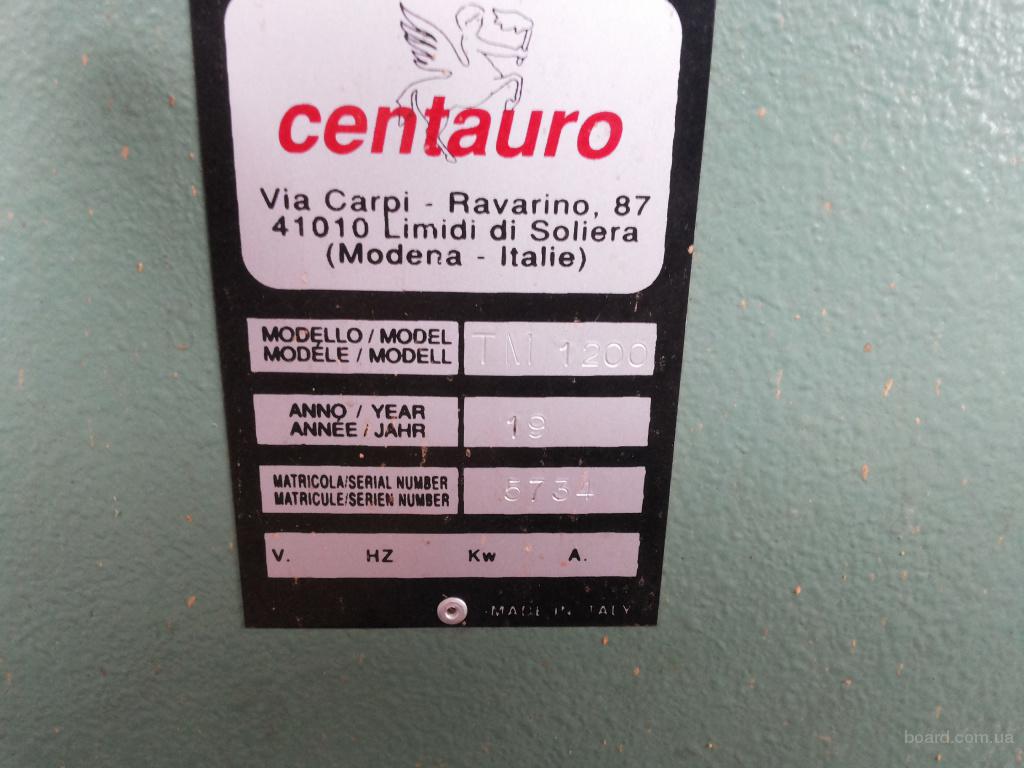 centauro
Via Carpi - Ravarino, 87
41010 Limidi di Soliera
(Modena - Italie)
MODELLO / MODEL
MODÉLE / MODELL
TM 1200
ANNO / YEAR
ANNÉE / JAHR
19
MATRICOLA/SERIAL NUMBER
MATRICULE/SERIEN NUMBER
5734
V. HZ Kw A.
MADE IN ITALY
board.com.ua